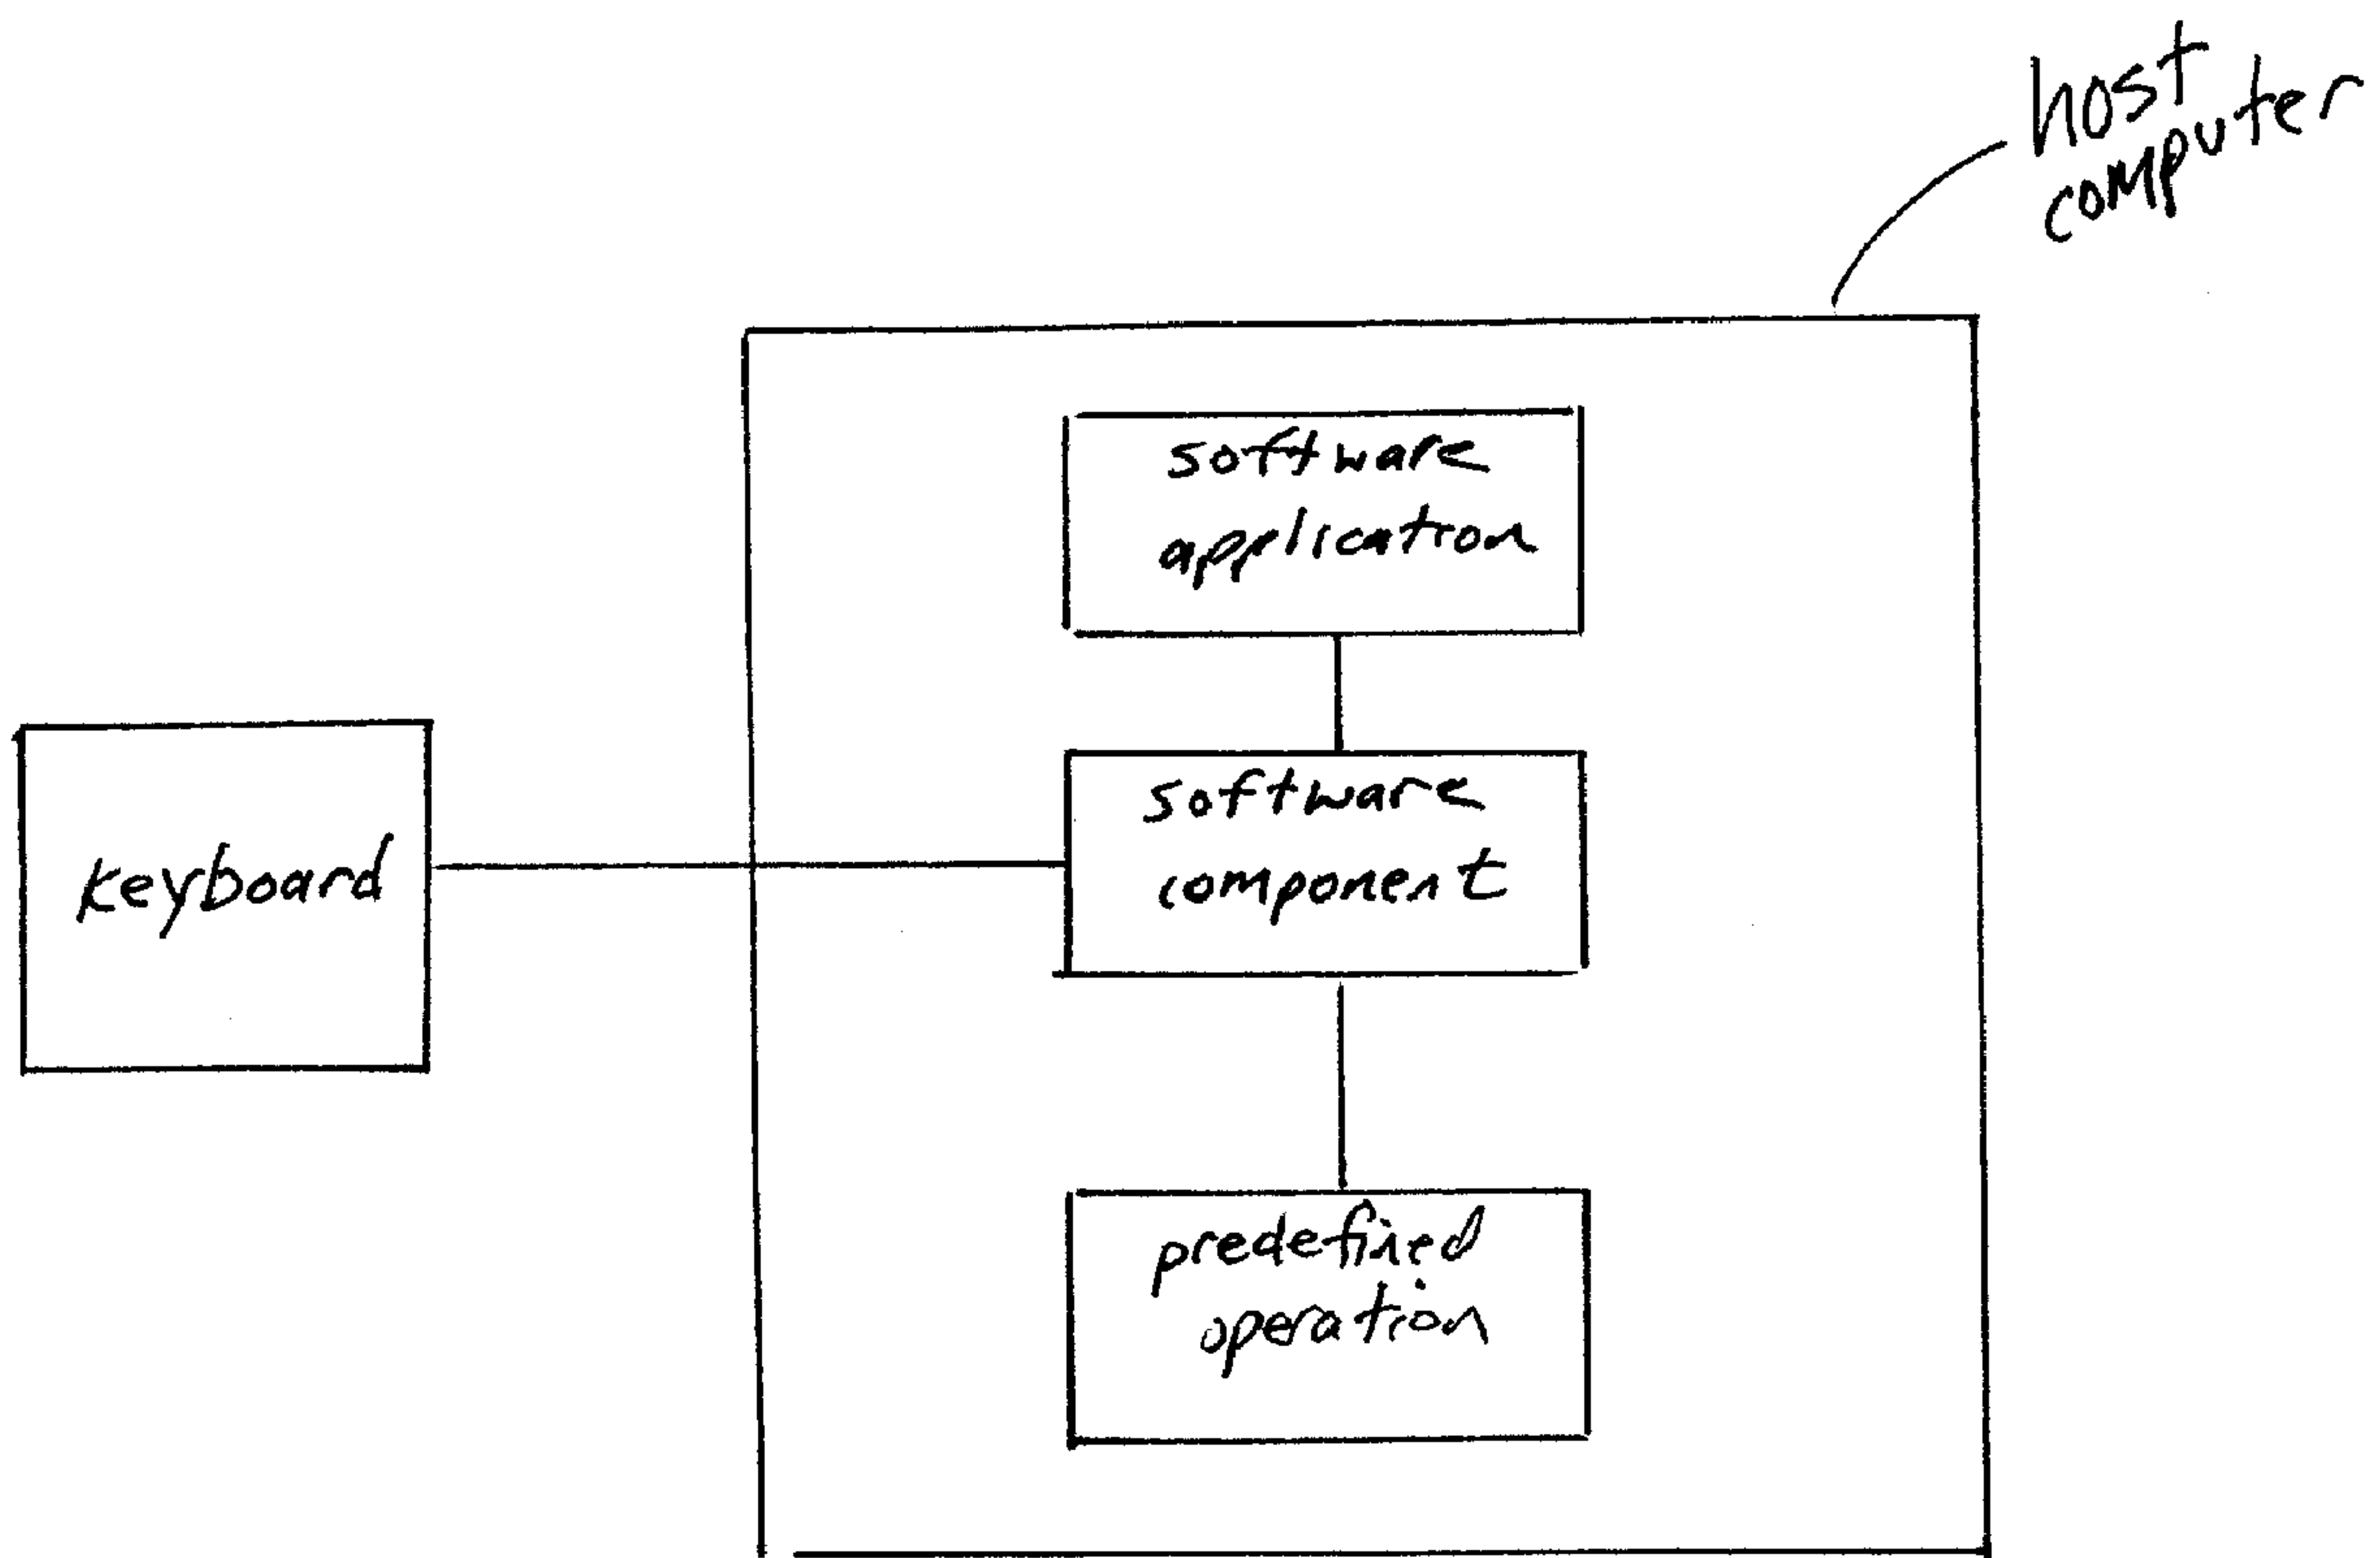 host
computer
software
application
software
component
keyboard
predefined
operation